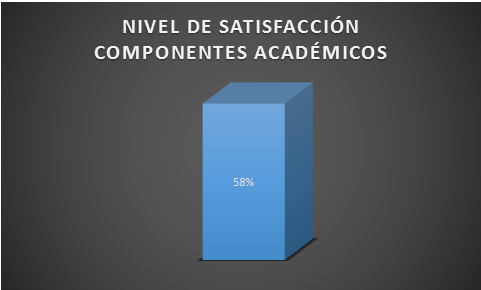 NIVEL DE SATISFACCIÓN
COMPONENTES ACADÉMICOS
58%